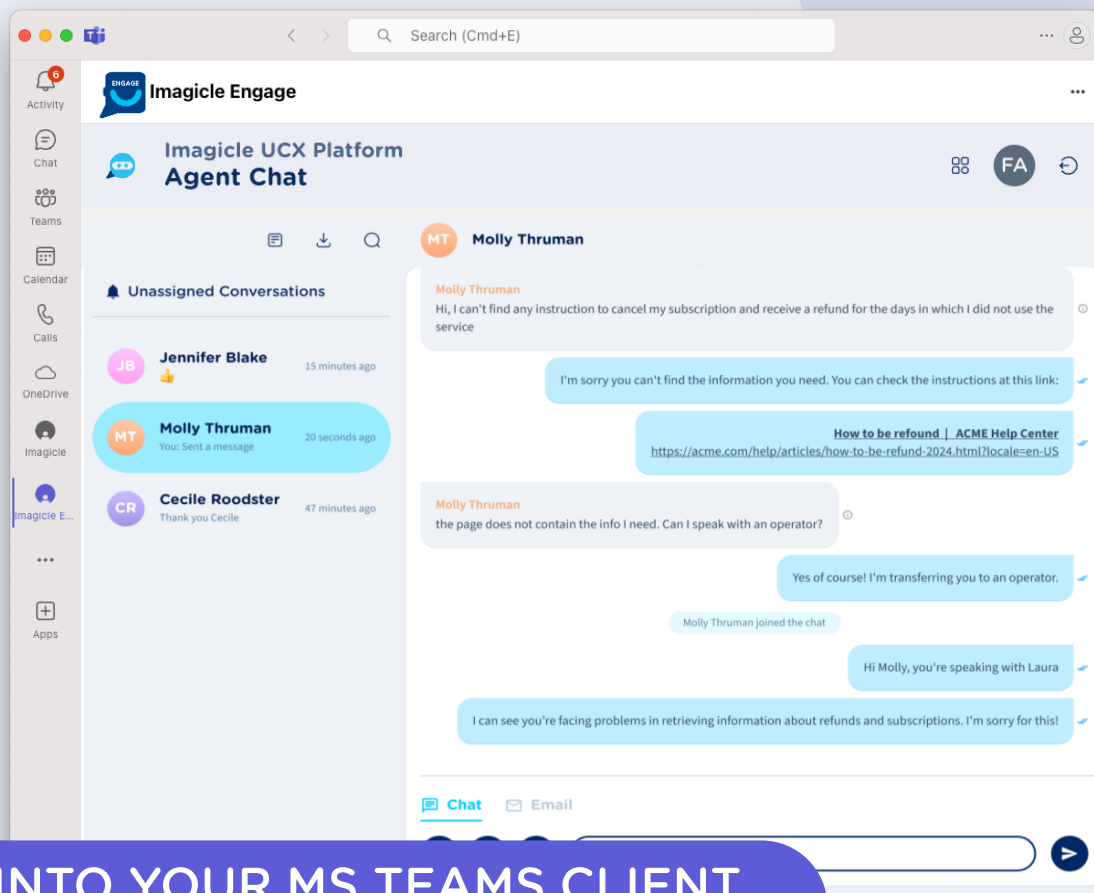 Search (Cmd+E)
6
Activity
Chat
Teams
Calendar
Calls
OneDrive
Imagicle
Imagicle E...
Apps
ENGAGE
Imagicle Engage
Imagicle UCX Platform
Agent Chat
FA
Unassigned Conversations
JB
Jennifer Blake
👍
15 minutes ago
MT
Molly Thruman
You: Sent a message
20 seconds ago
CR
Cecile Roodster
Thank you Cecile
47 minutes ago
MT
Molly Thruman
Molly Thruman
Hi, I can't find any instruction to cancel my subscription and receive a refund for the days in which I did not use the
service
I'm sorry you can't find the information you need. You can check the instructions at this link:
How to be refound | ACME Help Center
https://acme.com/help/articles/how-to-be-refund-2024.html?locale=en-US
Molly Thruman
the page does not contain the info I need. Can I speak with an operator?
Yes of course! I'm transferring you to an operator.
Molly Thruman joined the chat
Hi Molly, you're speaking with Laura
I can see you're facing problems in retrieving information about refunds and subscriptions. I'm sorry for this!
Chat
Email
INTO YOUR MS TEAMS CLIENT